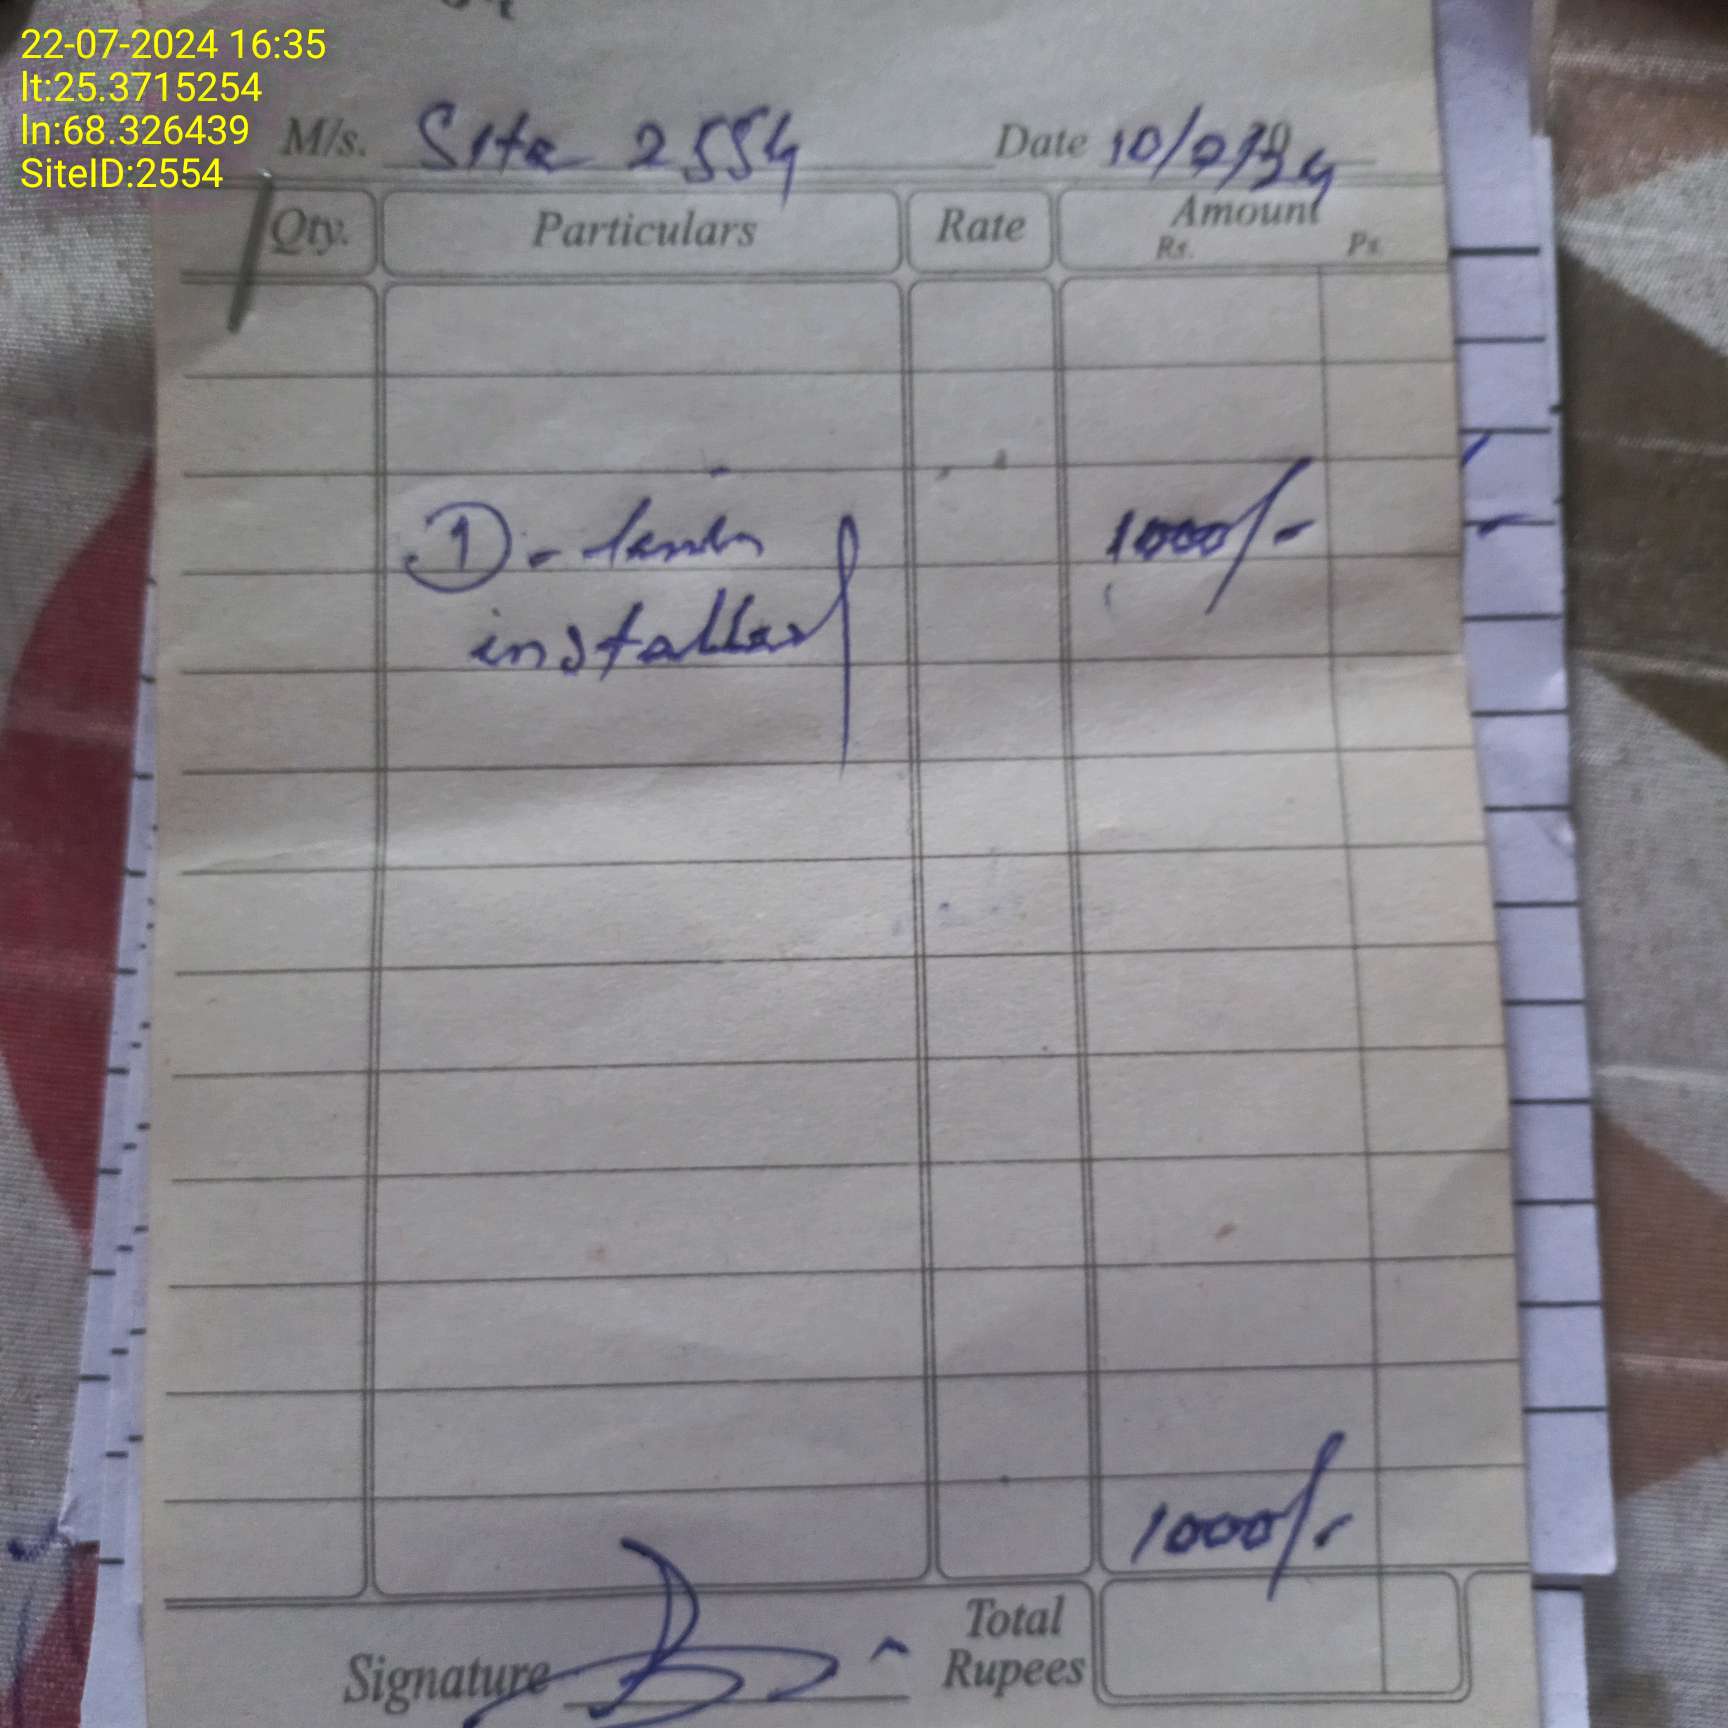 22-07-2024 16:35
lt:25.3715254
ln:68.326439
SiteID:2554
M/s. Site 2554 Date
Qty. Particulars Rate Amount
Rs. Ps.
① - 1000/-
1000/-
Signature Total
Rupees